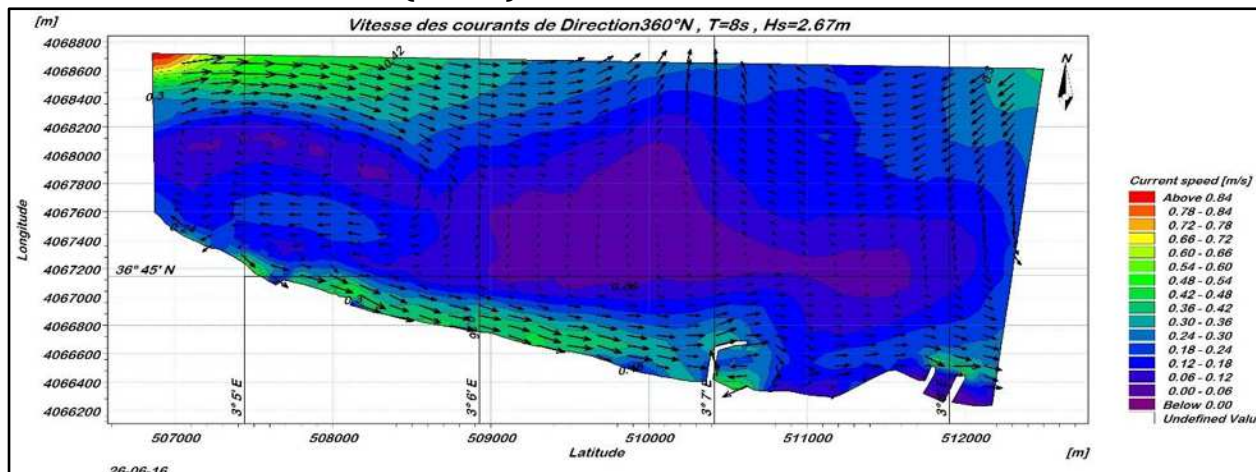 [m]
Vitesse des courants de Direction360°N , T=8s , Hs=2.67m
4068800
4068600
4068400
4068200
4068000
4067800
4067600
4067400
4067200
4067000
4066800
4066600
4066400
4066200
Longitude
0.42
0.3
N
36° 45' N
3° 5' E
3° 6' E
3° 7' E
507000 508000 509000 510000 511000 512000
Latitude
[m]
Current speed [m/s]
Above 0.84
0.78 - 0.84
0.72 - 0.78
0.66 - 0.72
0.60 - 0.66
0.54 - 0.60
0.48 - 0.54
0.42 - 0.48
0.36 - 0.42
0.30 - 0.36
0.24 - 0.30
0.18 - 0.24
0.12 - 0.18
0.06 - 0.12
0.00 - 0.06
Below 0.00
Undefined Valu
26-06-16